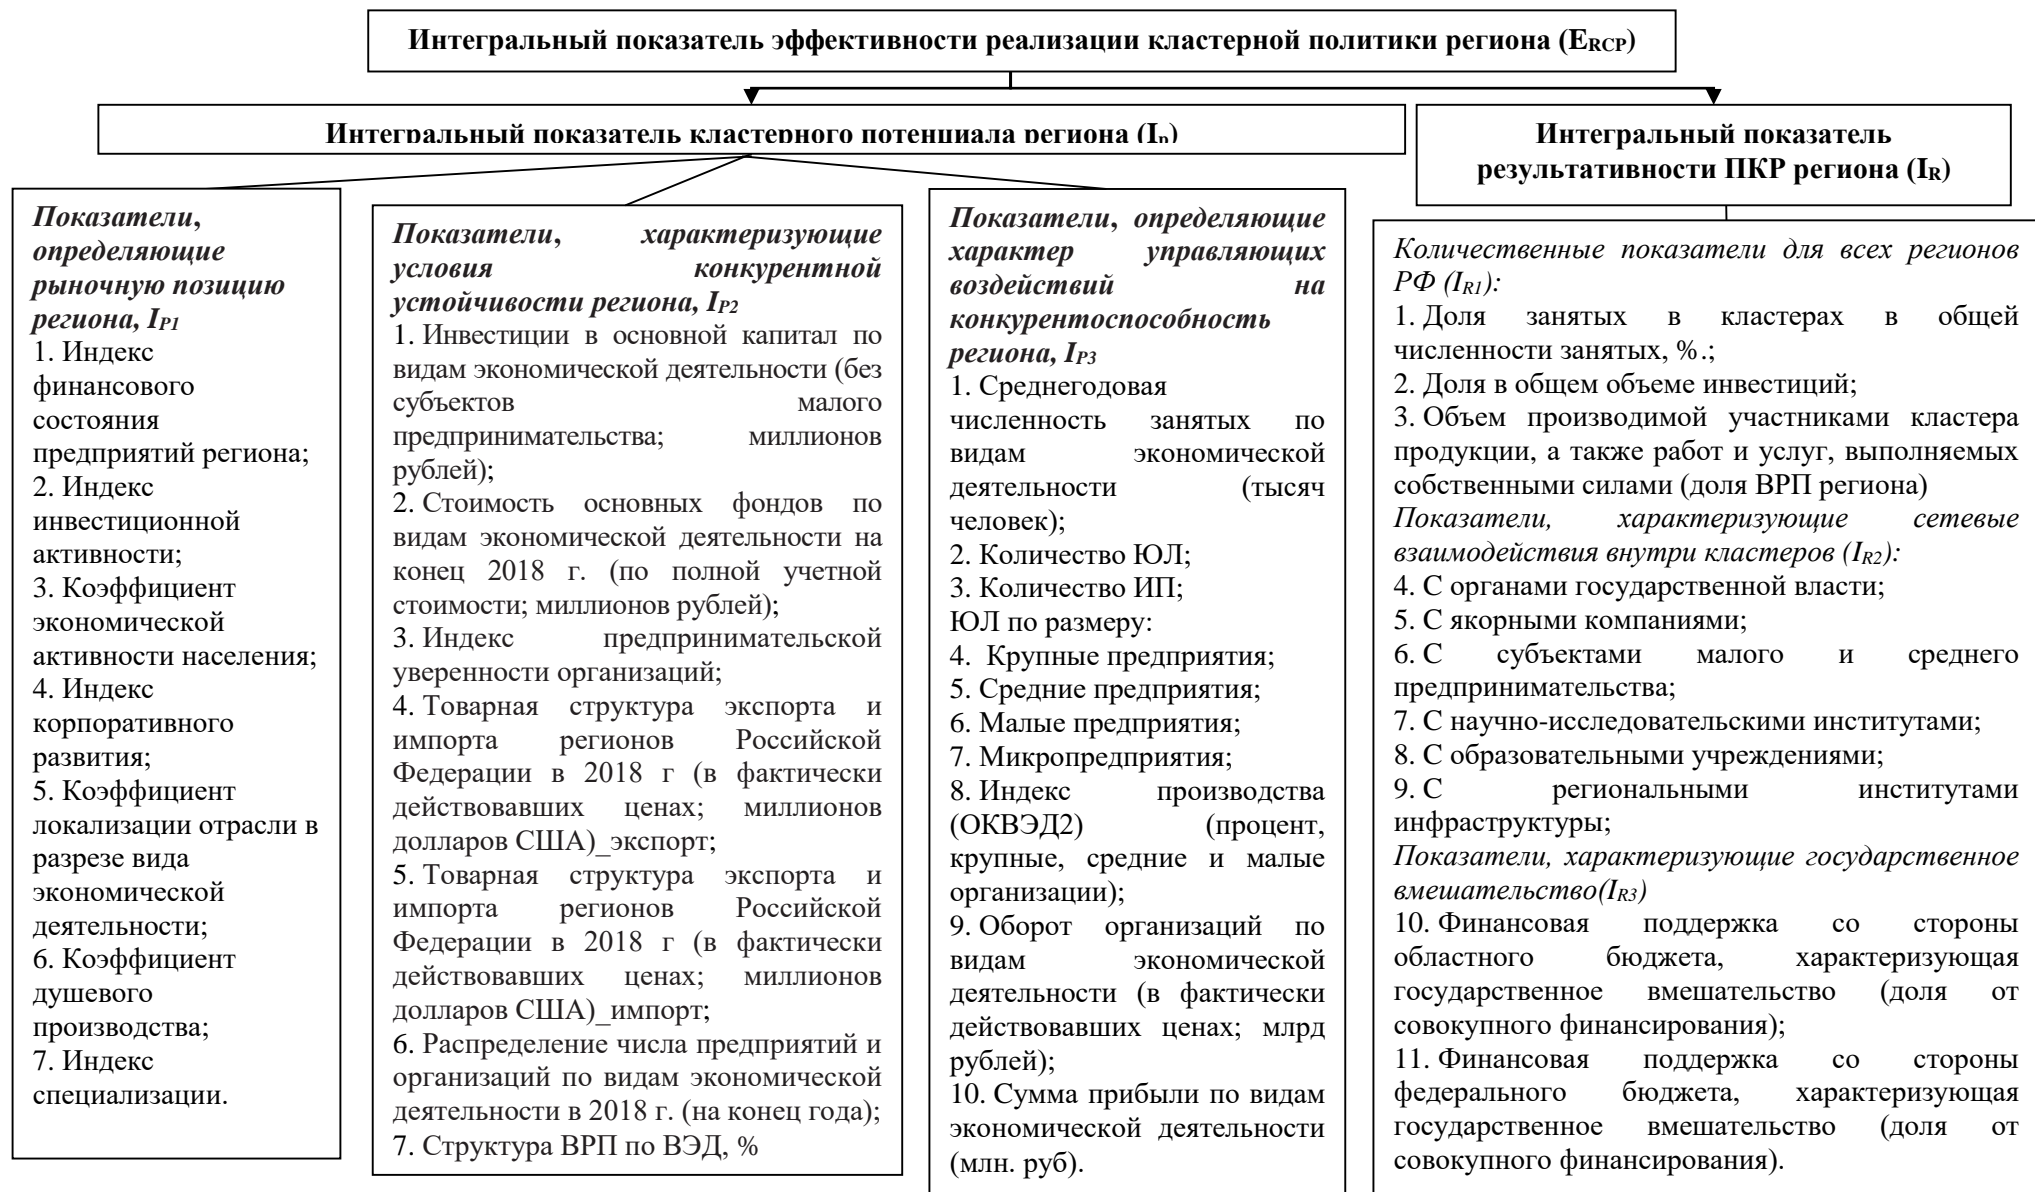 Интегральный показатель эффективности реализации кластерной политики региона (E_RCP)
Интегральный показатель кластерного потенциала региона (I_p)
Интегральный показатель
результативности ПКР региона (I_R)
Показатели,
определяющие
рыночную позицию
региона, I_P1
1. Индекс
финансового
состояния
предприятий региона;
2. Индекс
инвестиционной
активности;
3. Коэффициент
экономической
активности населения;
4. Индекс
корпоративного
развития;
5. Коэффициент
локализации отрасли в
разрезе вида
экономической
деятельности;
6. Коэффициент
душевого
производства;
7. Индекс
специализации.
Показатели, характеризующие
условия конкурентной
устойчивости региона, I_P2
1. Инвестиции в основной капитал по
видам экономической деятельности (без
субъектов малого
предпринимательства; миллионов
рублей);
2. Стоимость основных фондов по
видам экономической деятельности на
конец 2018 г. (по полной учетной
стоимости; миллионов рублей);
3. Индекс предпринимательской
уверенности организаций;
4. Товарная структура экспорта и
импорта регионов Российской
Федерации в 2018 г (в фактически
действовавших ценах; миллионов
долларов США)_экспорт;
5. Товарная структура экспорта и
импорта регионов Российской
Федерации в 2018 г (в фактически
действовавших ценах; миллионов
долларов США)_импорт;
6. Распределение числа предприятий и
организаций по видам экономической
деятельности в 2018 г. (на конец года);
7. Структура ВРП по ВЭД, %
Показатели, определяющие
характер управляющих
воздействий на
конкурентоспособность
региона, I_P3
1. Среднегодовая
численность занятых по
видам экономической
деятельности (тысяч
человек);
2. Количество ЮЛ;
3. Количество ИП;
ЮЛ по размеру:
4. Крупные предприятия;
5. Средние предприятия;
6. Малые предприятия;
7. Микропредприятия;
8. Индекс производства
(ОКВЭД2) (процент,
крупные, средние и малые
организации);
9. Оборот организаций по
видам экономической
деятельности (в фактически
действовавших ценах; млрд
рублей);
10. Сумма прибыли по видам
экономической деятельности
(млн. руб).
Количественные показатели для всех регионов
РФ (I_R1):
1. Доля занятых в кластерах в общей
численности занятых, %.;
2. Доля в общем объеме инвестиций;
3. Объем производимой участниками кластера
продукции, а также работ и услуг, выполняемых
собственными силами (доля ВРП региона)
Показатели, характеризующие сетевые
взаимодействия внутри кластеров (I_R2):
4. С органами государственной власти;
5. С якорными компаниями;
6. С субъектами малого и среднего
предпринимательства;
7. С научно-исследовательскими институтами;
8. С образовательными учреждениями;
9. С региональными институтами
инфраструктуры;
Показатели, характеризующие государственное
вмешательство(I_R3)
10. Финансовая поддержка со стороны
областного бюджета, характеризующая
государственное вмешательство (доля от
совокупного финансирования);
11. Финансовая поддержка со стороны
федерального бюджета, характеризующая
государственное вмешательство (доля от
совокупного финансирования).